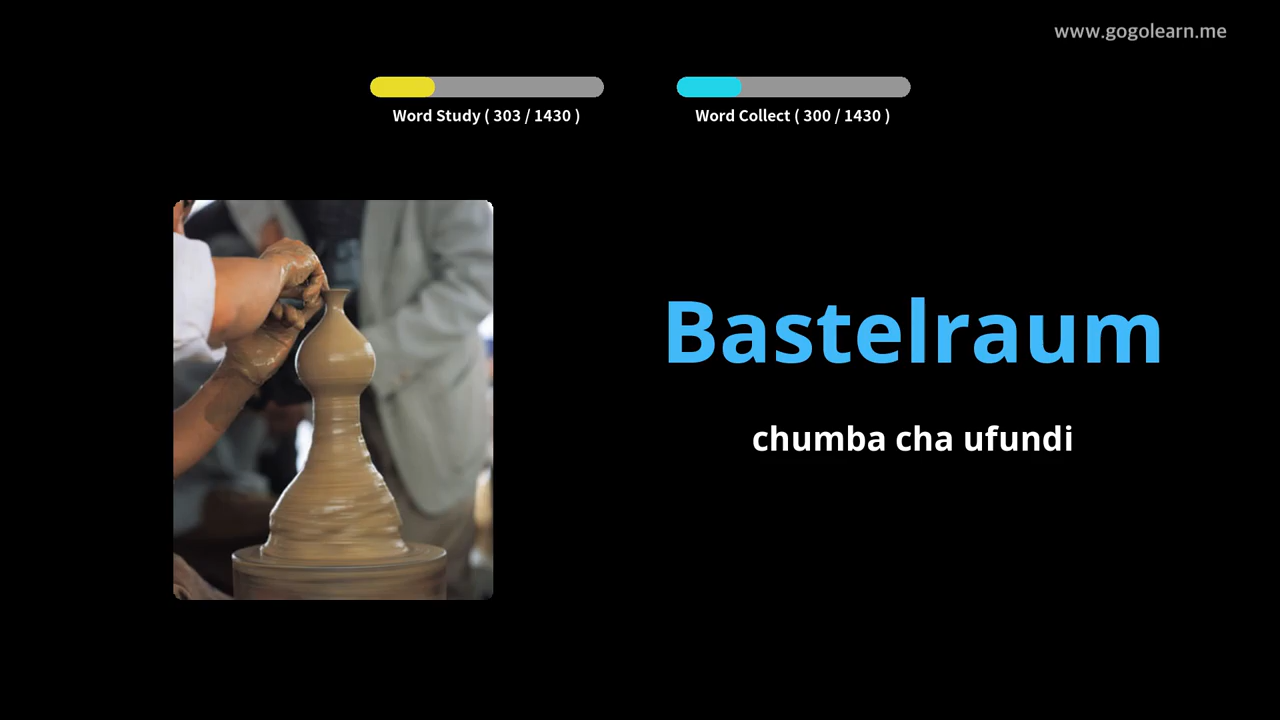 www.gogolearn.me
Word Study ( 303 / 1430 )
Word Collect ( 300 / 1430 )
Bastelraum
chumba cha ufundi